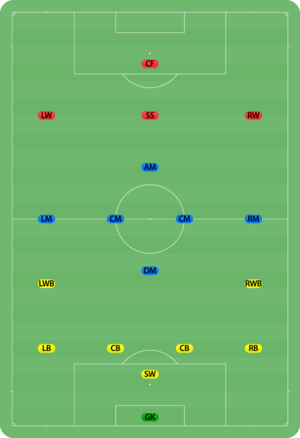 CF
LW SS RW
AM
LM CM CM RM
DM
LWB RWB
LB CB CB RB
SW
GK